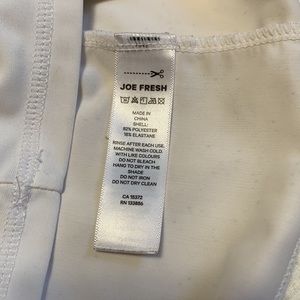 JOE FRESH
MADE IN
CHINA
SHELL:
82% POLYESTER
18% ELASTANE
RINSE AFTER EACH USE.
MACHINE WASH COLD.
WITH LIKE COLOURS
DO NOT BLEACH
HANG TO DRY IN THE
SHADE
DO NOT IRON
DO NOT DRY CLEAN
CA 15372
RN 133886